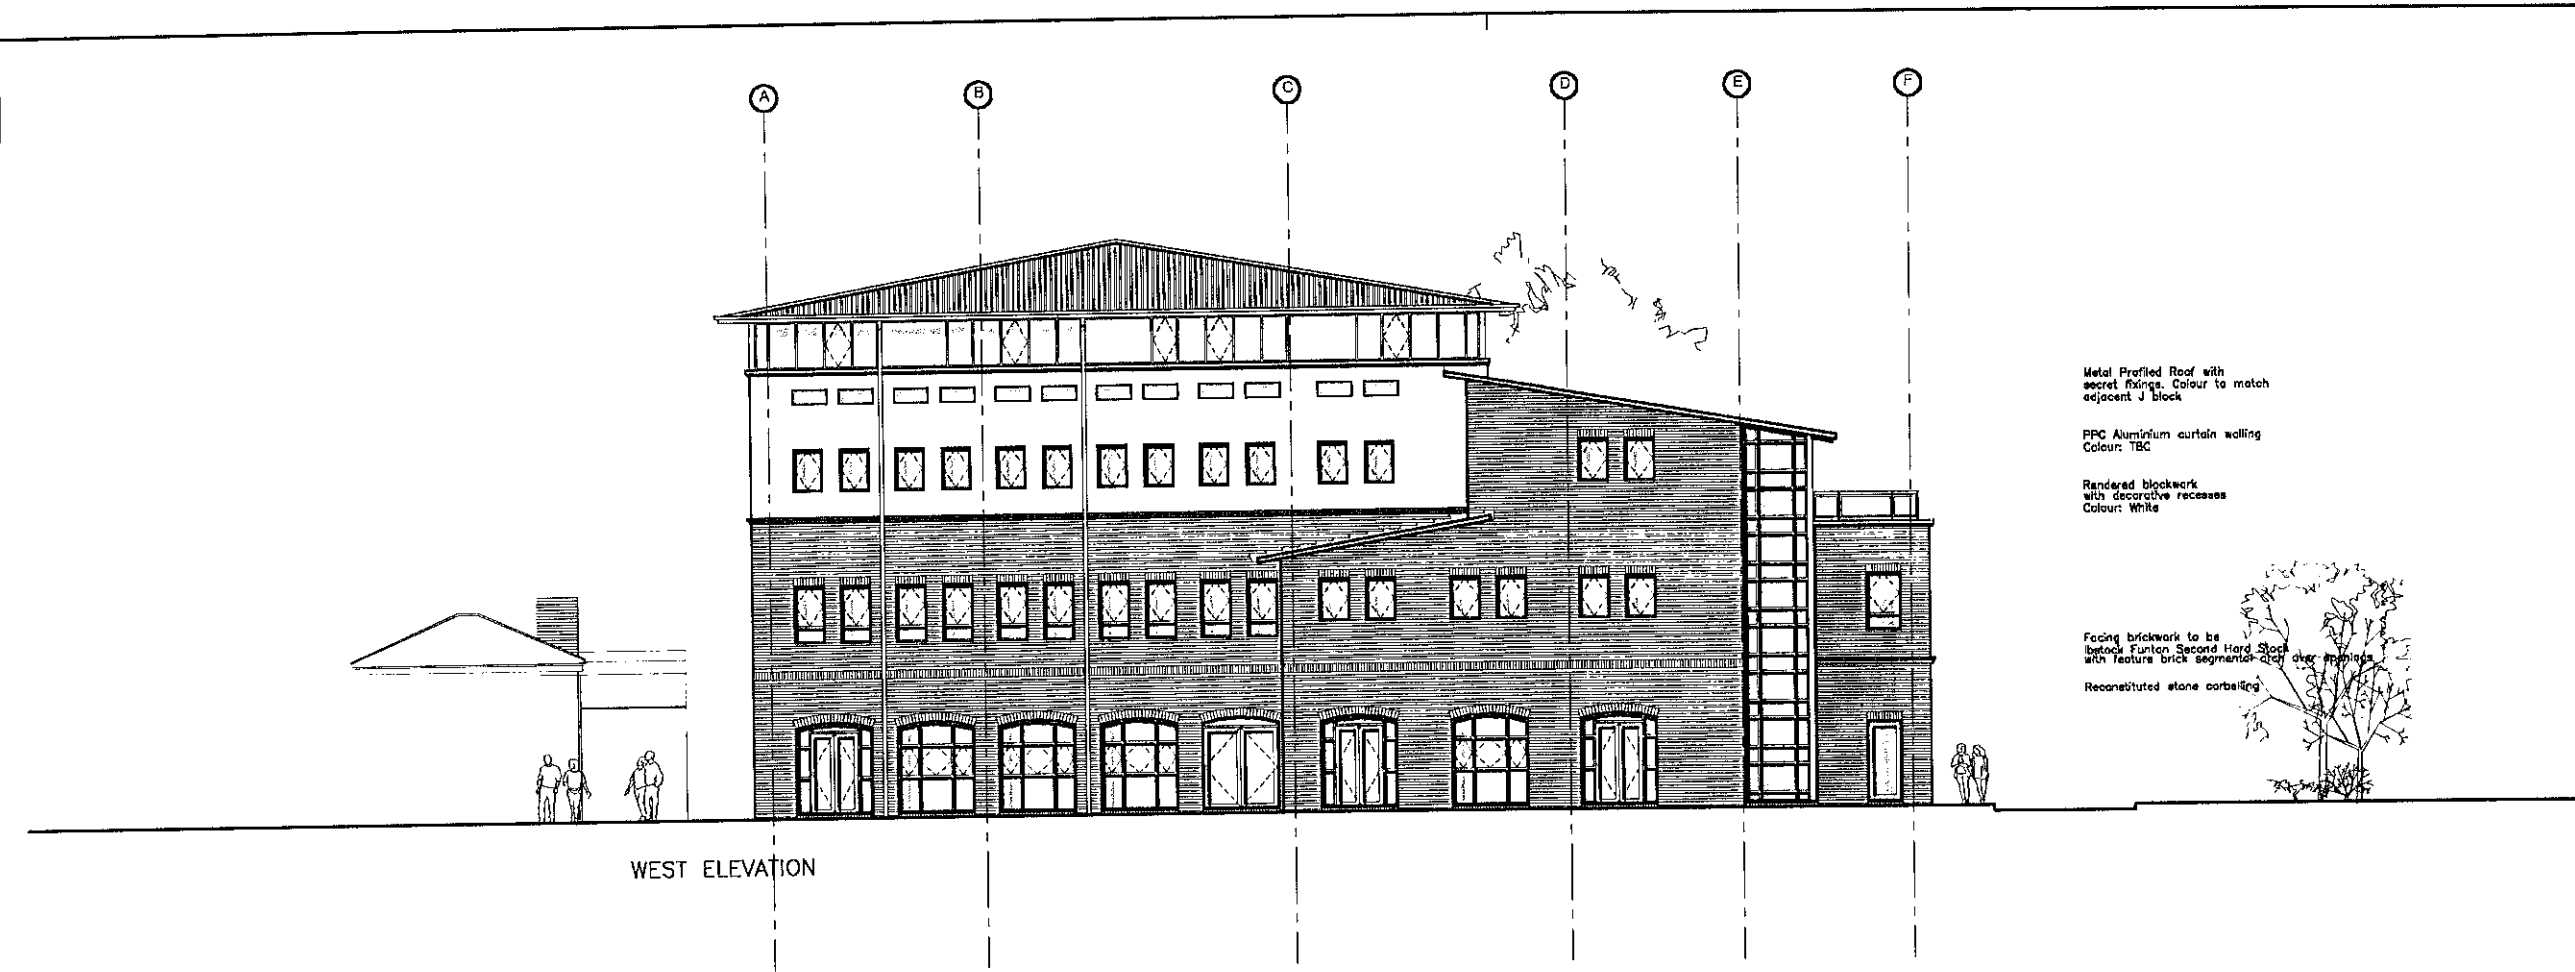 A B C D E F
Metal Profiled Roof with
secret fixings. Colour to match
adjacent J block
PPC Aluminium curtain walling
Colour: TBC
Rendered blockwork
with decorative recesses
Colour: White
Facing brickwork to be
Ibstock Funton Second Hard Stock
with feature brick segmental arch over openings
Reconstituted stone corbelling
WEST ELEVATION